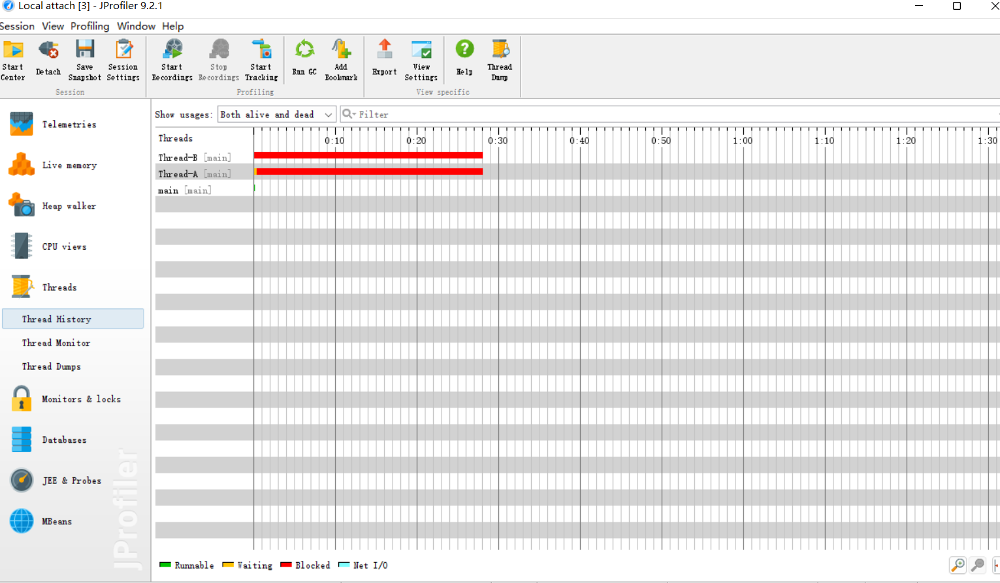 Local attach [3] - JProfiler 9.2.1
Session View Profiling Window Help
Start Center
Detach
Save Snapshot
Session Settings
Start Recordings
Stop Recordings
Start Tracking
Run GC
Add Bookmark
Export
View Settings
Help
Thread Dump
Session
Profiling
View specific
Telemetries
Live memory
Heap walker
CPU views
Threads
Thread History
Thread Monitor
Thread Dumps
Monitors & locks
Databases
JEE & Probes
MBeans
JProfiler
Show usages: Both alive and dead Filter
Threads 0:10 0:20 0:30 0:40 0:50 1:00 1:10 1:20 1:30
Thread-B [main]
Thread-A [main]
main [main]
Runnable Waiting Blocked Net I/O